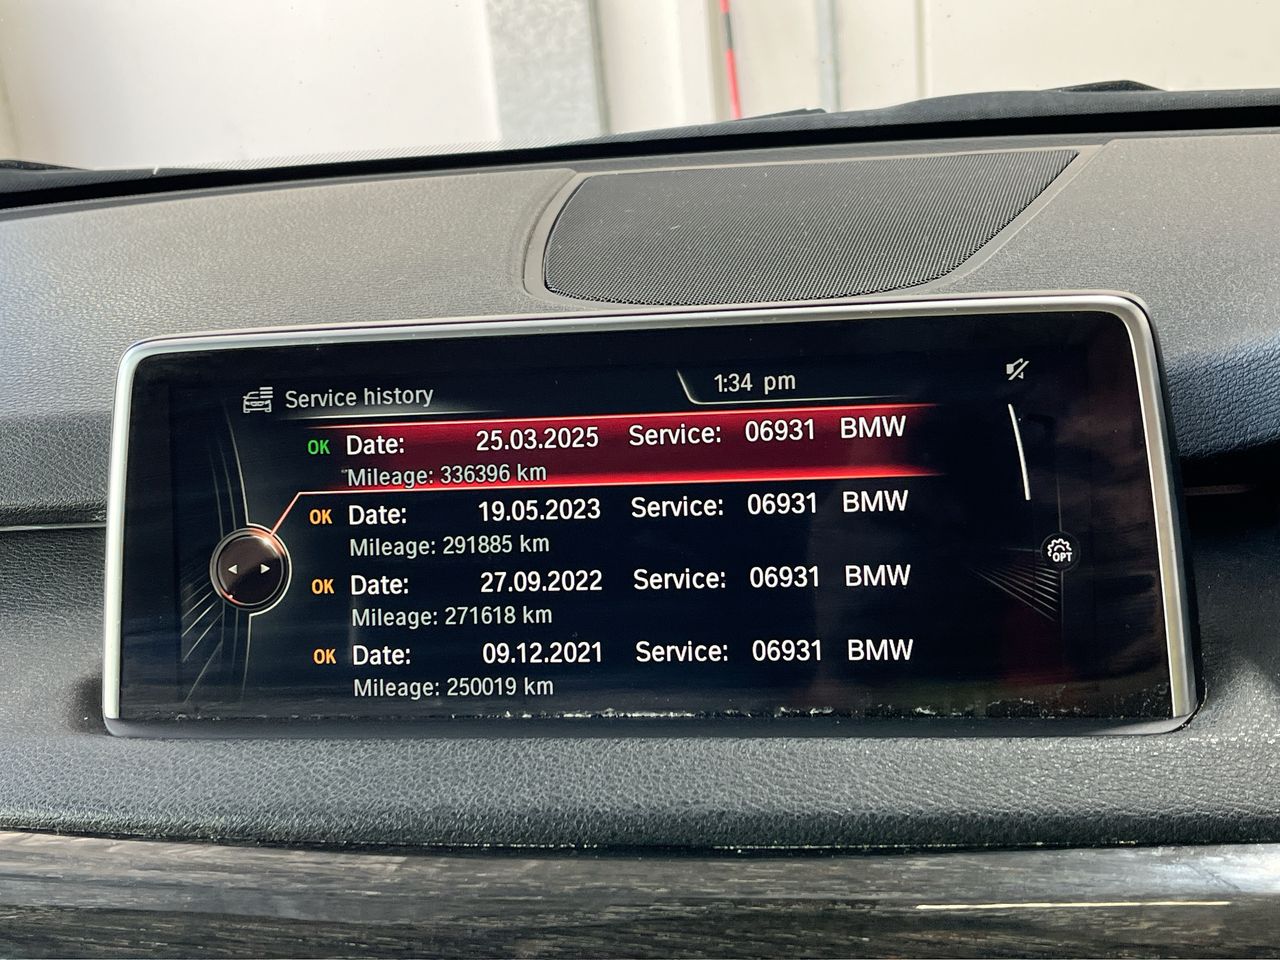 Service history
1:34 pm
OK Date: 25.03.2025 Service: 06931 BMW
Mileage: 336396 km
OK Date: 19.05.2023 Service: 06931 BMW
Mileage: 291885 km
OK Date: 27.09.2022 Service: 06931 BMW
Mileage: 271618 km
OK Date: 09.12.2021 Service: 06931 BMW
Mileage: 250019 km
OPT